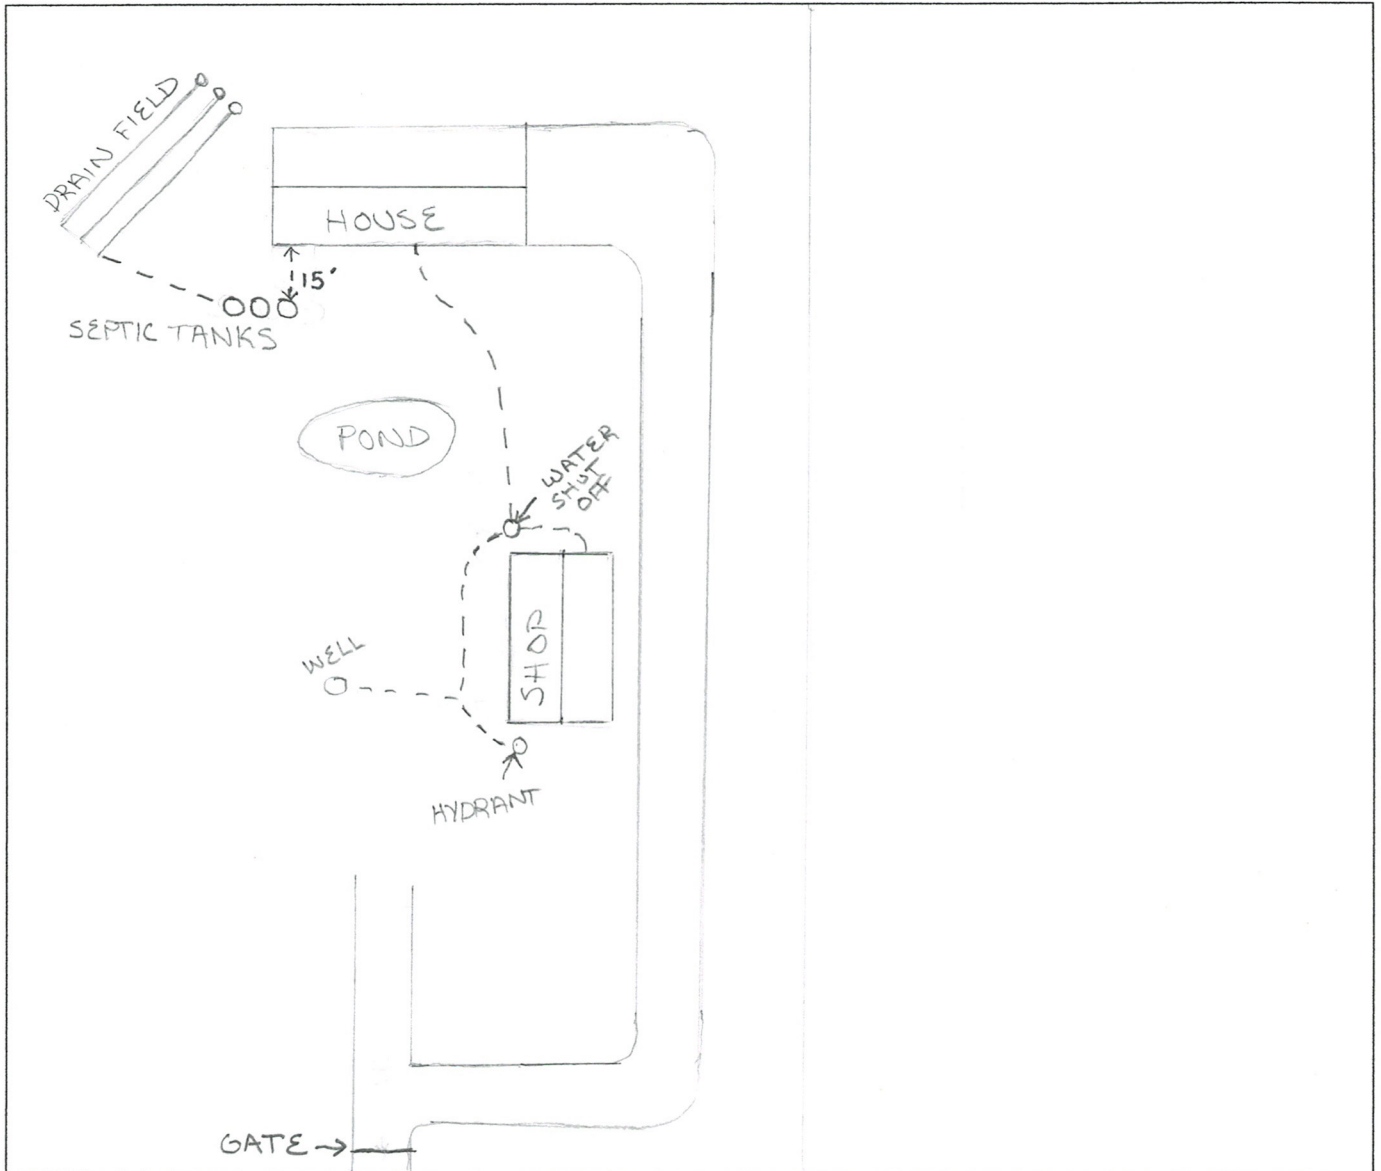 DRAIN FIELD
HOUSE
15'
SEPTIC TANKS
POND
WATER
SHUT
OFF
SHOP
WELL
HYDRANT
GATE